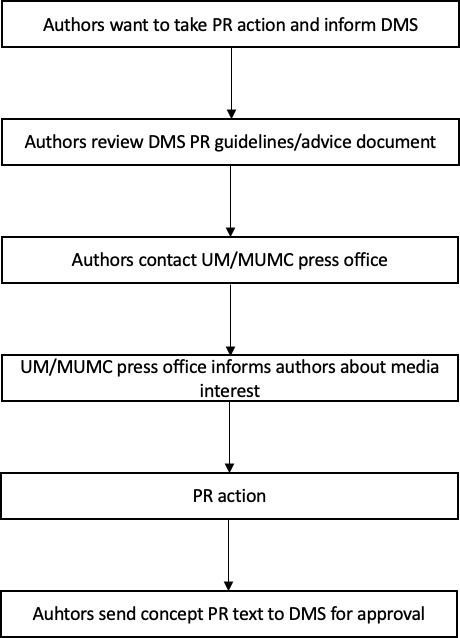 Authors want to take PR action and inform DMS
Authors review DMS PR guidelines/advice document
Authors contact UM/MUMC press office
UM/MUMC press office informs authors about media
interest
PR action
Auhtors send concept PR text to DMS for approval